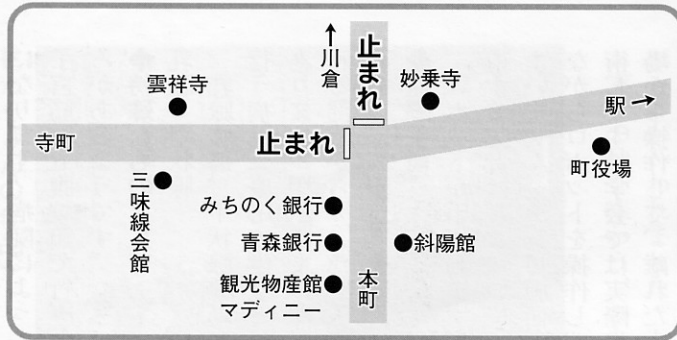 ↑川倉
止まれ
雲祥寺
妙乗寺
駅→
寺町
止まれ
町役場
三味線会館
みちのく銀行
青森銀行
斜陽館
観光物産館
マディニー
本町